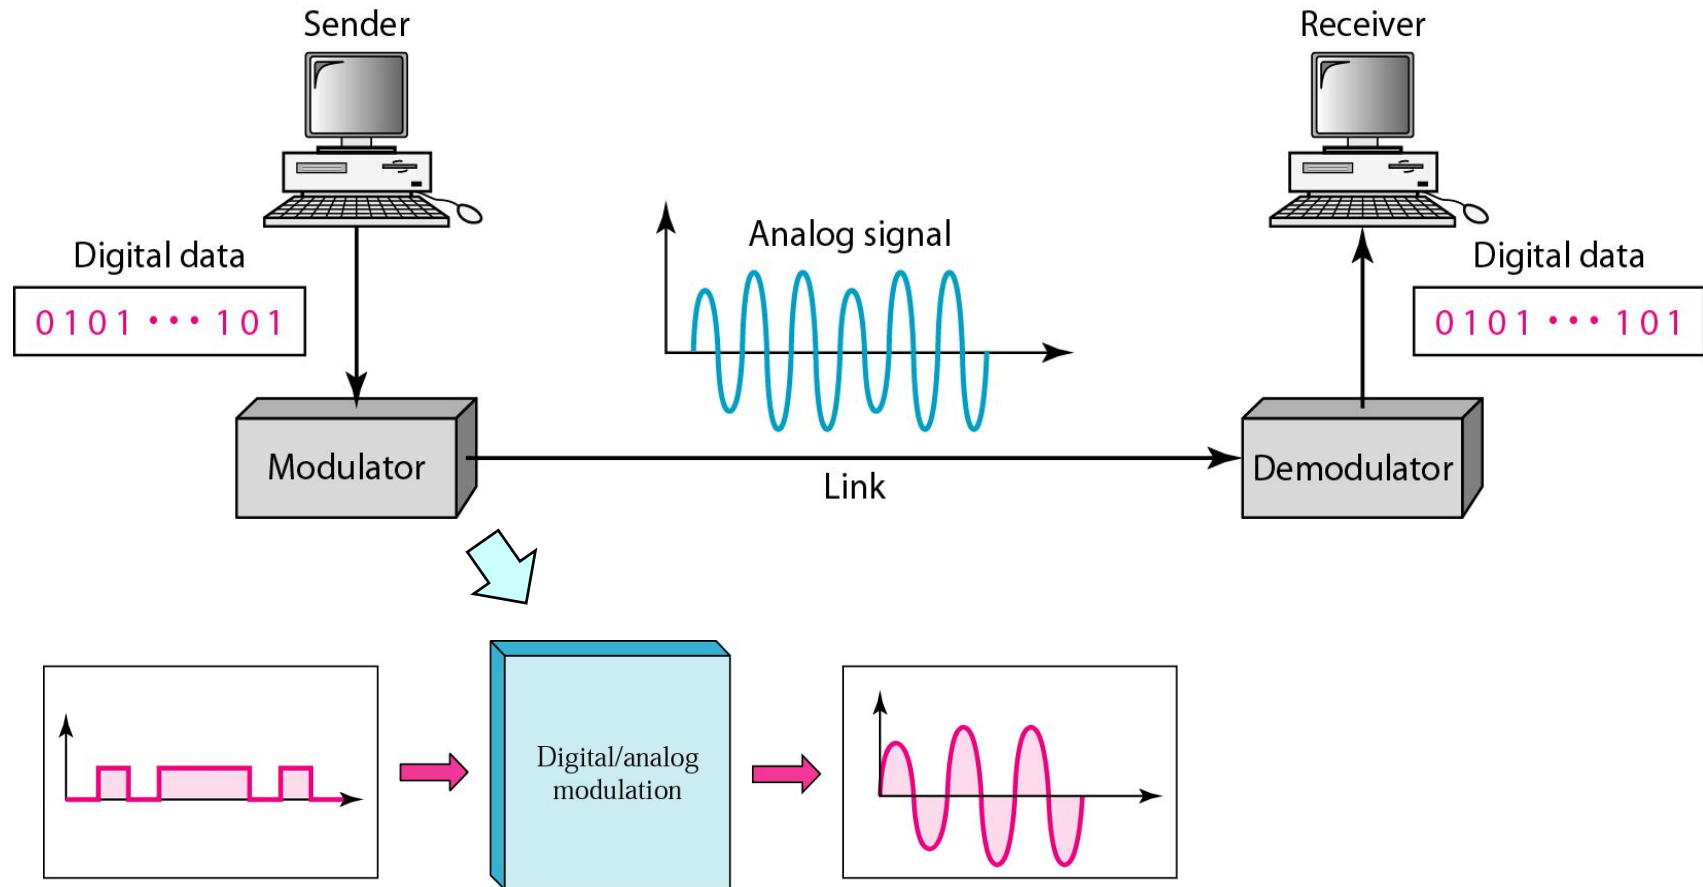 Sender
Receiver
Analog signal
Digital data
0101 ••• 101
Digital data
0101 ••• 101
Modulator
Link
Demodulator
Digital/analog
modulation